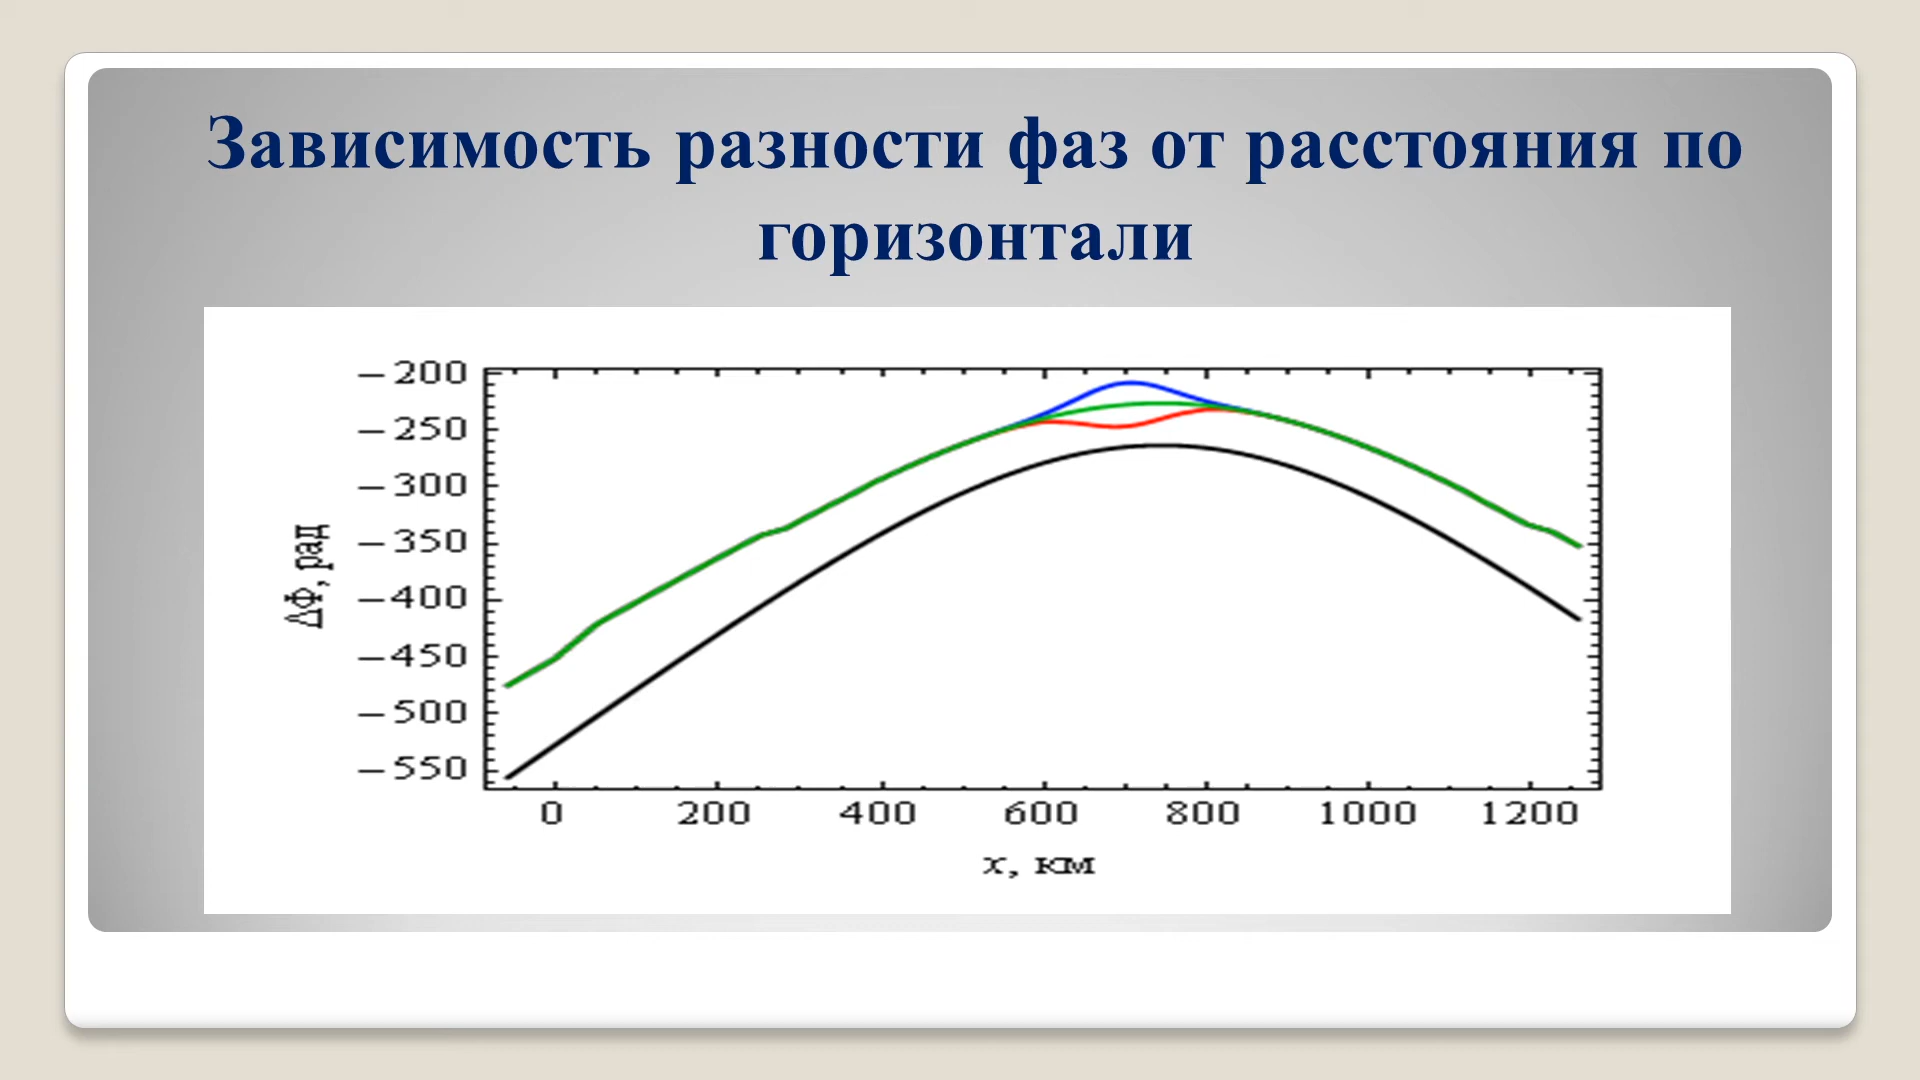 Зависимость разности фаз от расстояния по
горизонтали
−200
−250
−300
−350
−400
−450
−500
−550
ΔΦ, рад
0 200 400 600 800 1000 1200
x, км